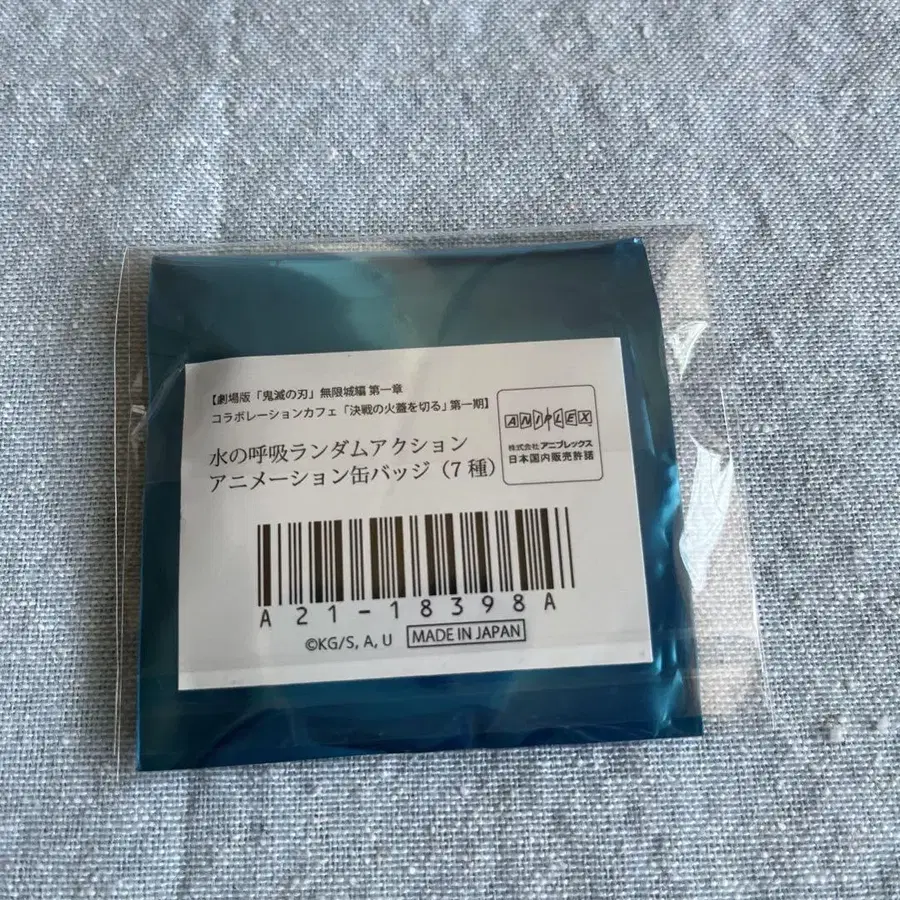 【劇場版「鬼滅の刃」無限城編 第一章
コラボレーションカフェ「決戦の火蓋を切る」第一期】
水の呼吸ランダムアクション
アニメーション缶バッジ（7種）
ANIPLEX
株式会社アニプレックス
日本国内販売許諾
A21-18398A
©KG/S, A, U MADE IN JAPAN